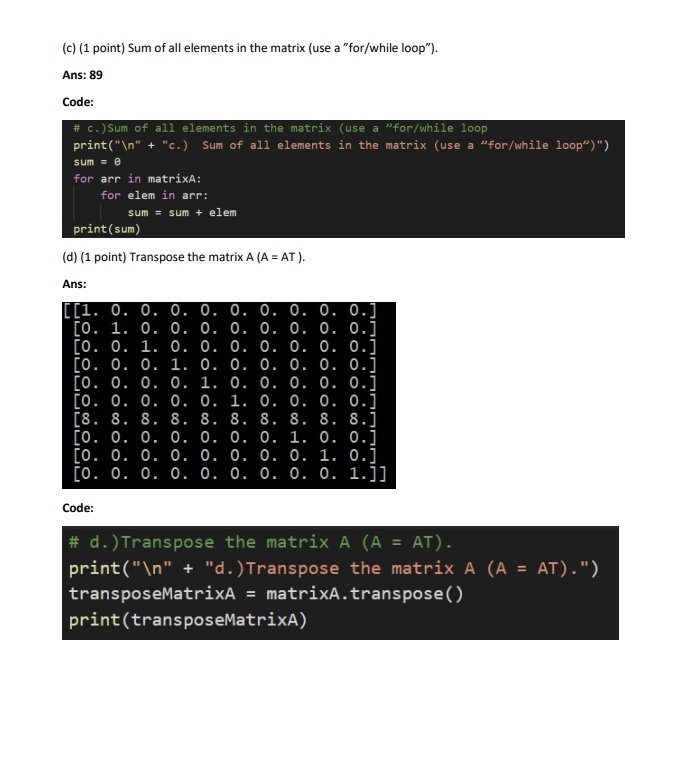 (c) (1 point) Sum of all elements in the matrix (use a ”for/while loop”).
Ans: 89
Code:
# c.)Sum of all elements in the matrix (use a ”for/while loop
print("\n" + "c.)  Sum of all elements in the matrix (use a ”for/while loop”)")
sum = 0
for arr in matrixA:
    for elem in arr:
        sum = sum + elem
print(sum)
(d) (1 point) Transpose the matrix A (A = AT ).
Ans:
[[1. 0. 0. 0. 0. 0. 0. 0. 0. 0.]
 [0. 1. 0. 0. 0. 0. 0. 0. 0. 0.]
 [0. 0. 1. 0. 0. 0. 0. 0. 0. 0.]
 [0. 0. 0. 1. 0. 0. 0. 0. 0. 0.]
 [0. 0. 0. 0. 1. 0. 0. 0. 0. 0.]
 [0. 0. 0. 0. 0. 1. 0. 0. 0. 0.]
 [8. 8. 8. 8. 8. 8. 8. 8. 8. 8.]
 [0. 0. 0. 0. 0. 0. 0. 1. 0. 0.]
 [0. 0. 0. 0. 0. 0. 0. 0. 1. 0.]
 [0. 0. 0. 0. 0. 0. 0. 0. 0. 1.]]
Code:
# d.)Transpose the matrix A (A = AT).
print("\n" + "d.)Transpose the matrix A (A = AT).")
transposeMatrixA = matrixA.transpose()
print(transposeMatrixA)